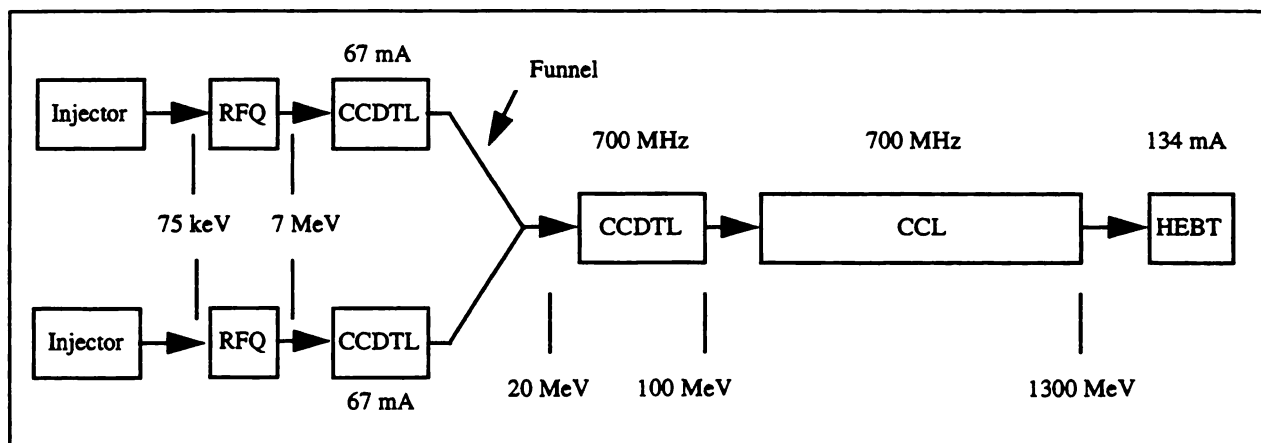 67 mA
Funnel
Injector
RFQ
CCDTL
700 MHz
700 MHz
134 mA
75 keV
7 MeV
CCDTL
CCL
HEBT
Injector
RFQ
CCDTL
67 mA
20 MeV
100 MeV
1300 MeV